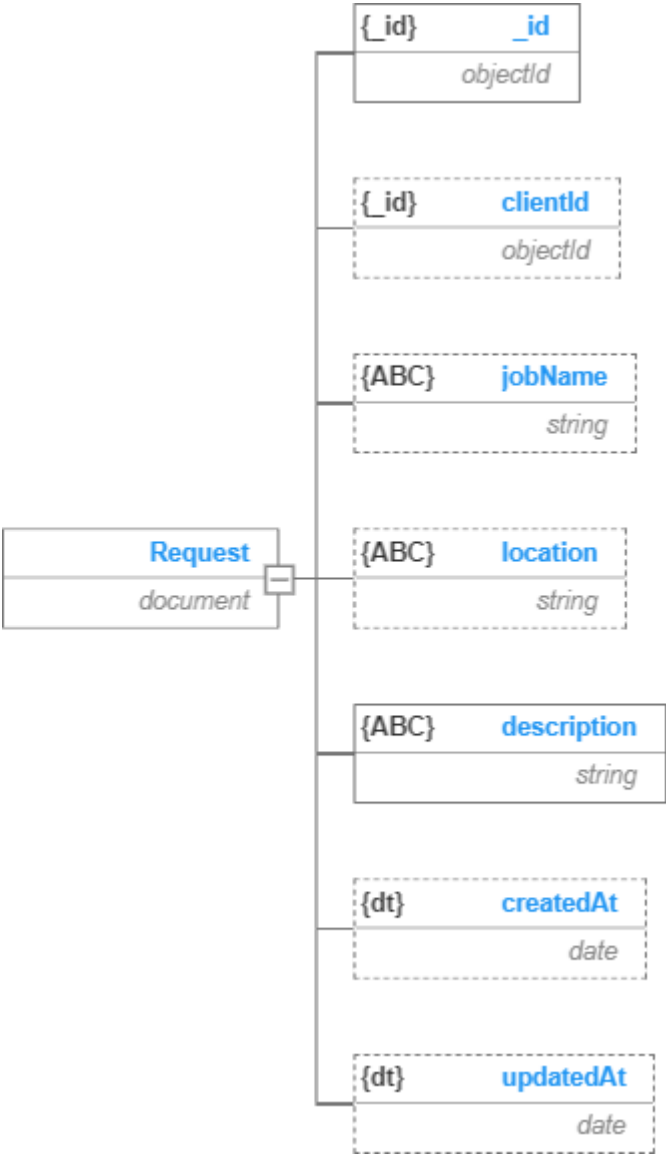 {_id} _id
objectId
{_id} clientId
objectId
{ABC} jobName
string
Request
document
{ABC} location
string
{ABC} description
string
{dt} createdAt
date
{dt} updatedAt
date